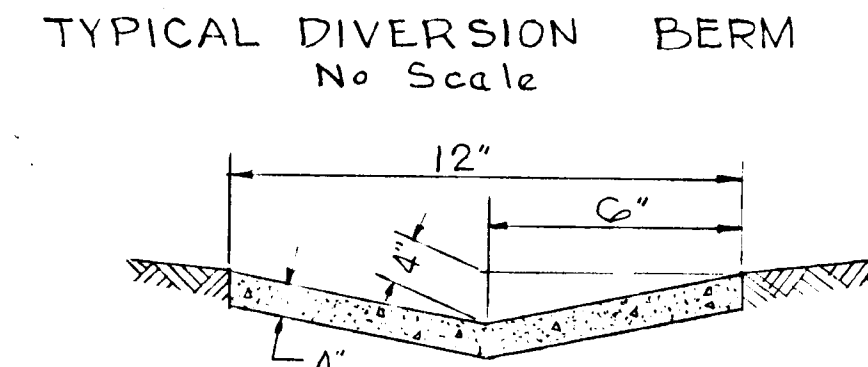 TYPICAL DIVERSION BERM
No Scale
12"
6"
4"
4"